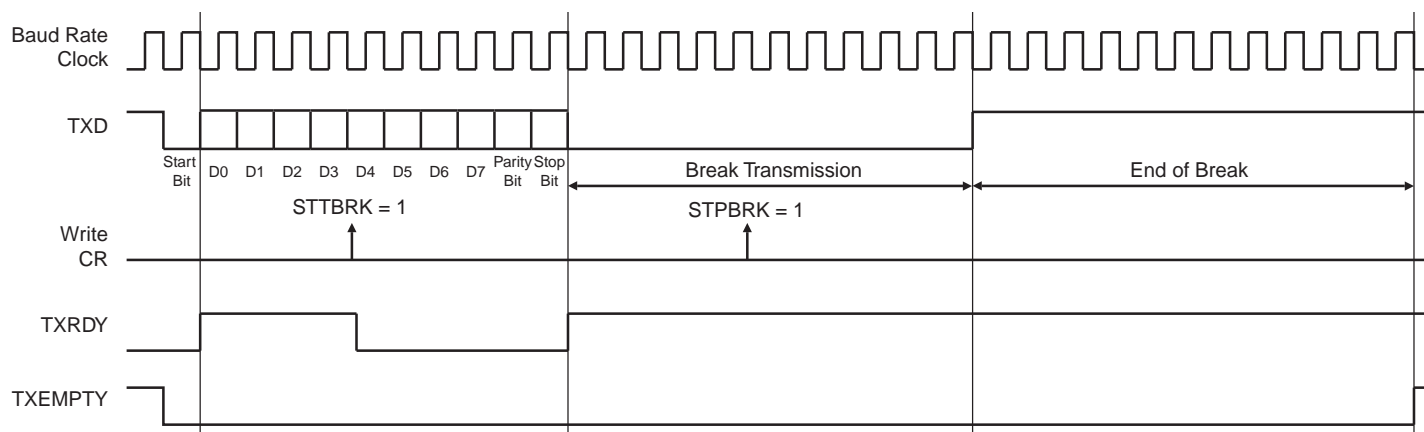 Baud Rate
Clock
TXD
Start
Bit
D0 D1 D2 D3 D4 D5 D6 D7
Parity
Bit
Stop
Bit
Break Transmission
End of Break
STTBRK = 1
STPBRK = 1
Write
CR
TXRDY
TXEMPTY